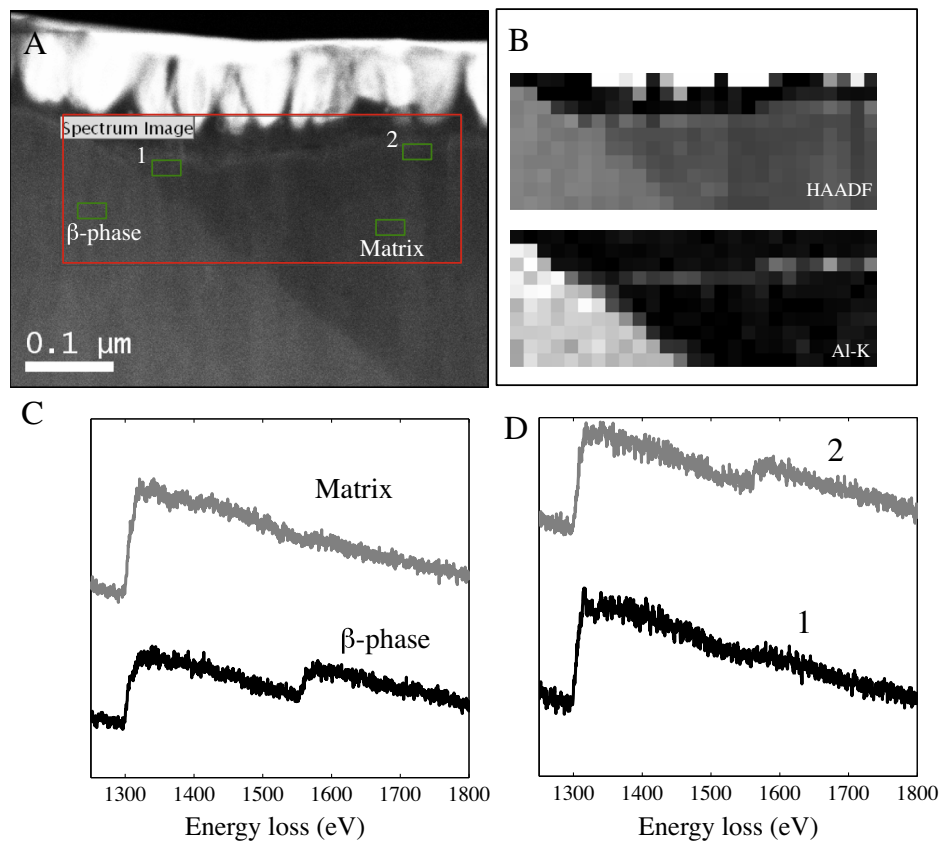 A
Spectrum Image
1
2
β-phase
Matrix
0.1 μm
B
HAADF
Al-K
C
Matrix
β-phase
1300 1400 1500 1600 1700 1800
Energy loss (eV)
D
2
1
1300 1400 1500 1600 1700 1800
Energy loss (eV)